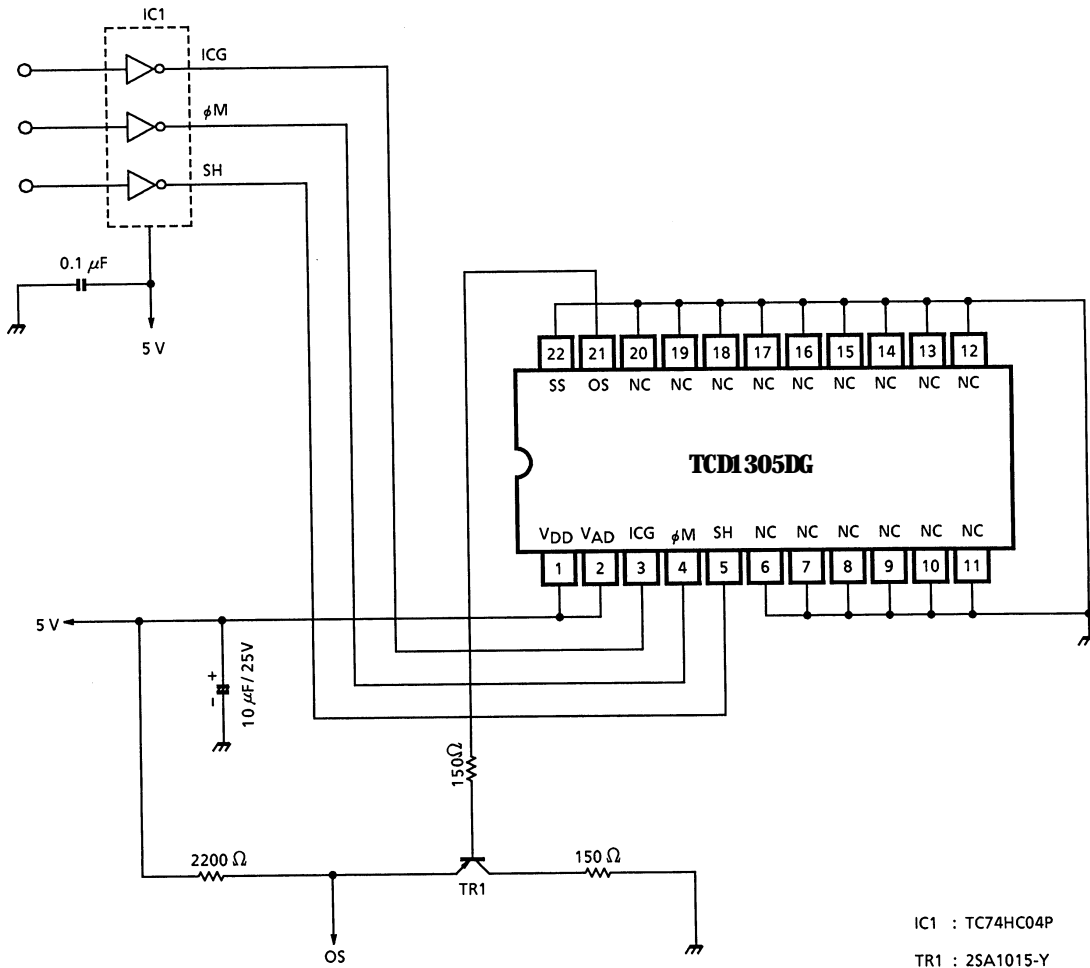 IC1
ICG
φM
SH
0.1 μF
5 V
22 21 20 19 18 17 16 15 14 13 12
SS OS NC NC NC NC NC NC NC NC NC
TCD1305DG
VDD VAD ICG φM SH NC NC NC NC NC NC
1 2 3 4 5 6 7 8 9 10 11
5 V
+
−
10 μF/25V
150Ω
2200 Ω
150 Ω
TR1
OS
IC1 : TC74HC04P
TR1 : 2SA1015-Y